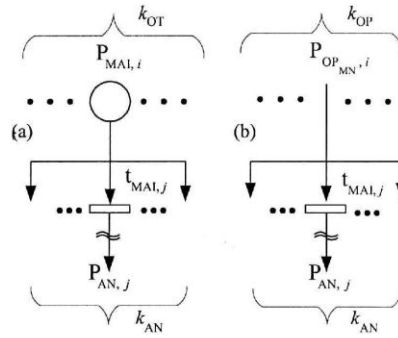 k_OT
k_OP
P_MAI, i
P_OP_MN, i
(a)
(b)
t_MAI, j
t_MAI, j
P_AN, j
P_AN, j
k_AN
k_AN